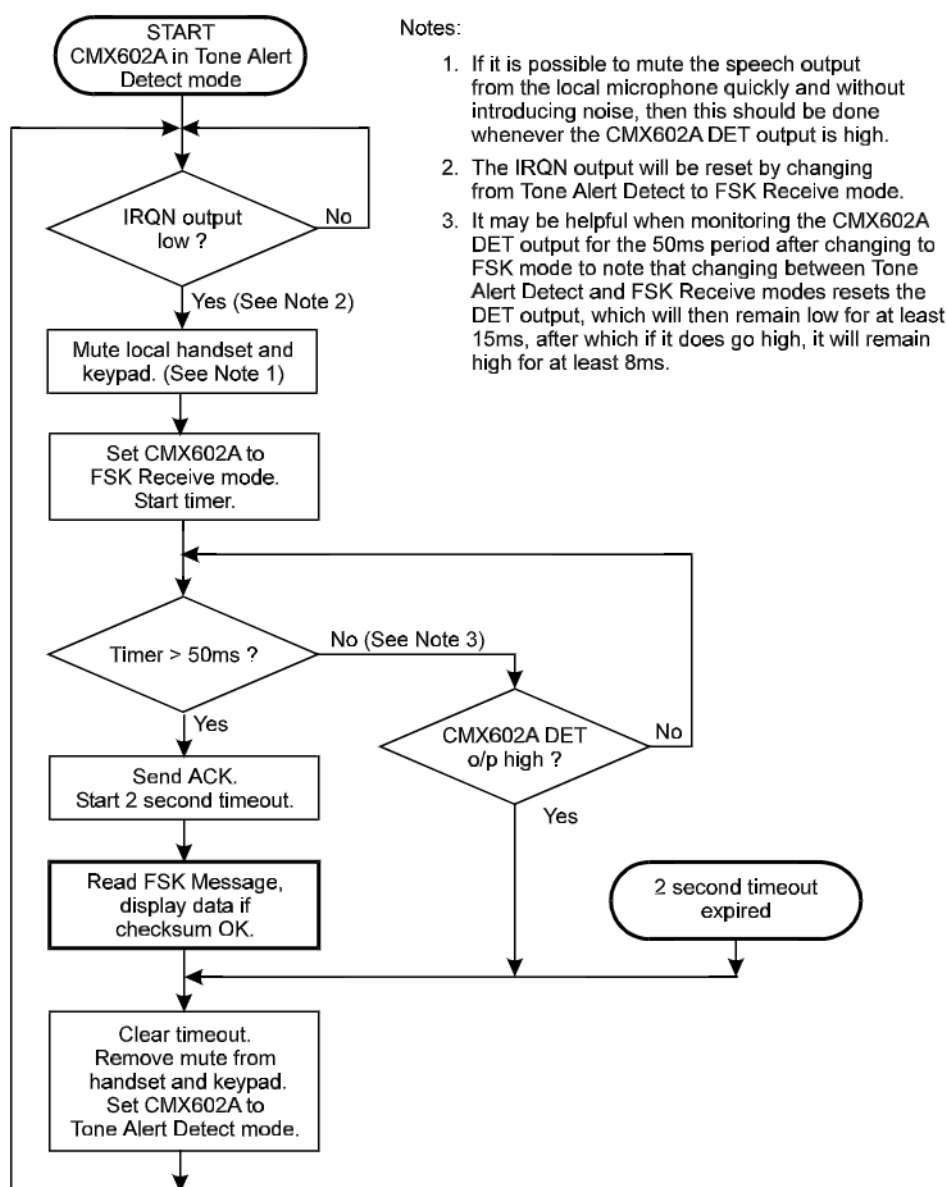 START
CMX602A in Tone Alert
Detect mode
IRQN output
low ?
No
Yes (See Note 2)
Mute local handset and
keypad. (See Note 1)
Set CMX602A to
FSK Receive mode.
Start timer.
Timer > 50ms ?
No (See Note 3)
Yes
CMX602A DET
o/p high ?
No
Yes
Send ACK.
Start 2 second timeout.
Read FSK Message,
display data if
checksum OK.
2 second timeout
expired
Clear timeout.
Remove mute from
handset and keypad.
Set CMX602A to
Tone Alert Detect mode.
Notes:
1. If it is possible to mute the speech output
from the local microphone quickly and without
introducing noise, then this should be done
whenever the CMX602A DET output is high.
2. The IRQN output will be reset by changing
from Tone Alert Detect to FSK Receive mode.
3. It may be helpful when monitoring the CMX602A
DET output for the 50ms period after changing to
FSK mode to note that changing between Tone
Alert Detect and FSK Receive modes resets the
DET output, which will then remain low for at least
15ms, after which if it does go high, it will remain
high for at least 8ms.